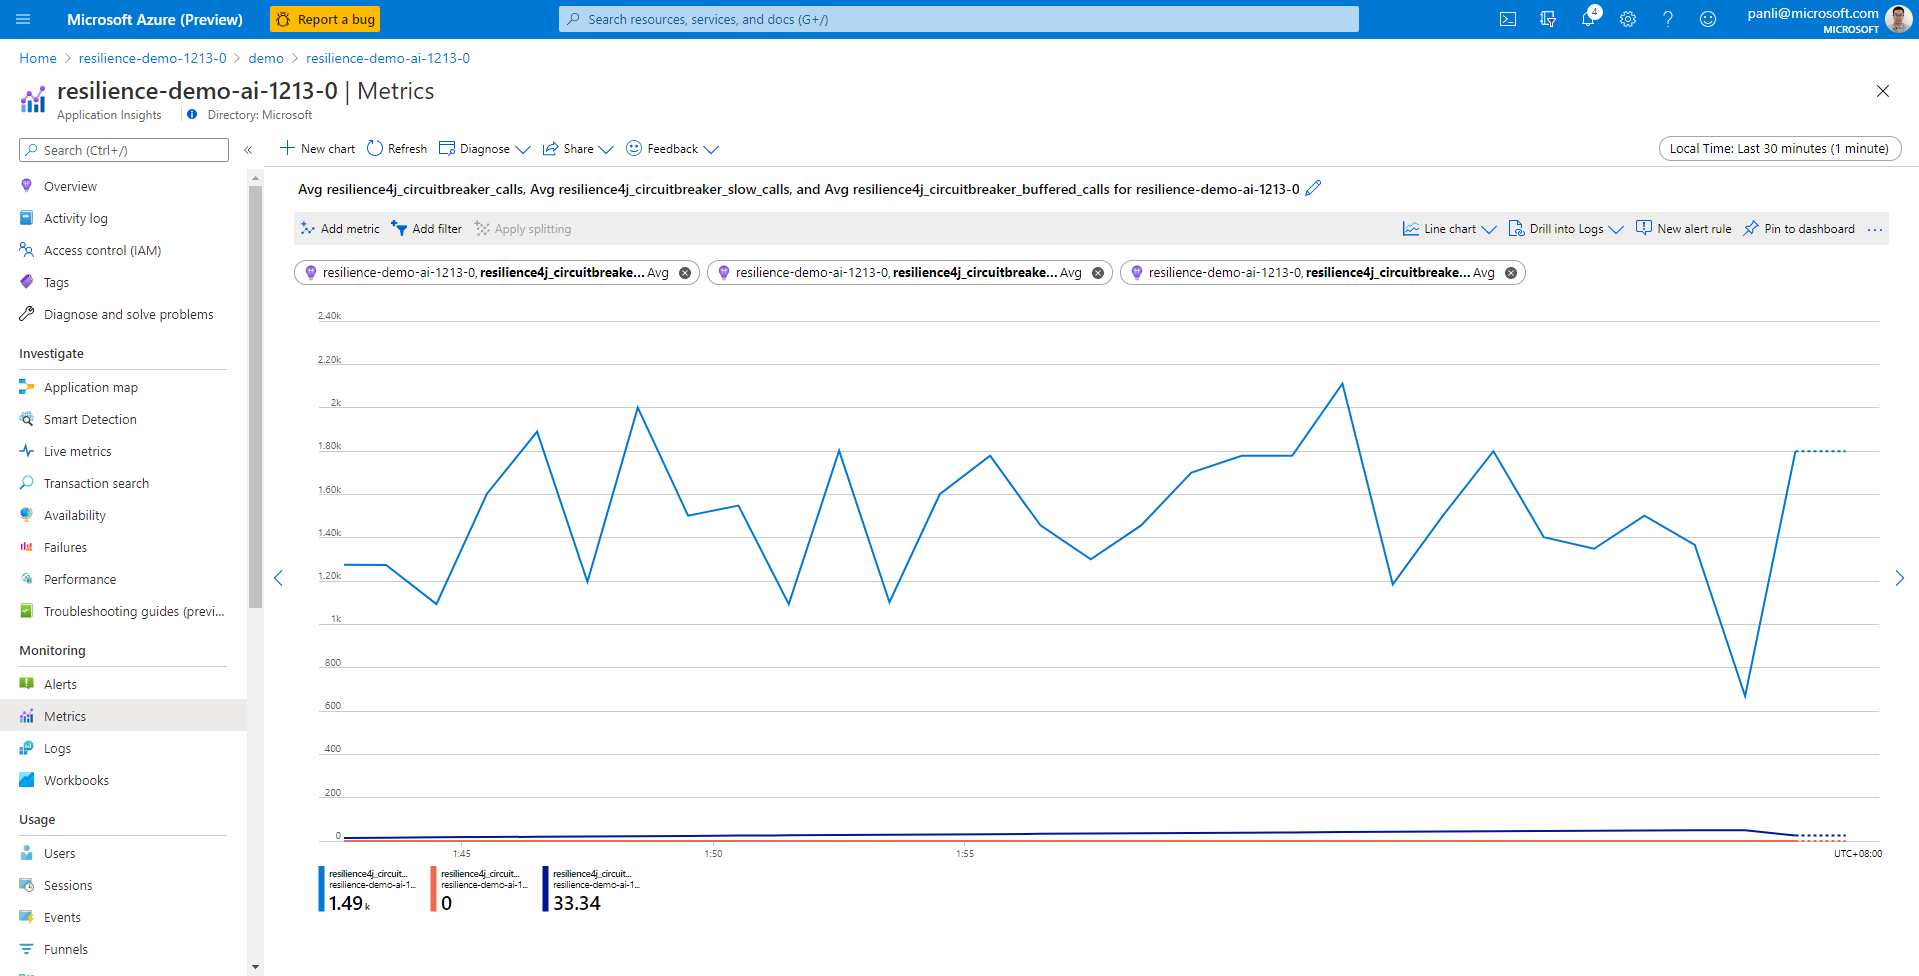 Microsoft Azure (Preview)
Report a bug
Search resources, services, and docs (G+/)
4
panli@microsoft.com
MICROSOFT
Home > resilience-demo-1213-0 > demo > resilience-demo-ai-1213-0
resilience-demo-ai-1213-0 | Metrics
Application Insights
Directory: Microsoft
Search (Ctrl+/)
«
New chart
Refresh
Diagnose
Share
Feedback
Local Time: Last 30 minutes (1 minute)
Overview
Activity log
Access control (IAM)
Tags
Diagnose and solve problems
Investigate
Application map
Smart Detection
Live metrics
Transaction search
Availability
Failures
Performance
Troubleshooting guides (previ...
Monitoring
Alerts
Metrics
Logs
Workbooks
Usage
Users
Sessions
Events
Funnels
Avg resilience4j_circuitbreaker_calls, Avg resilience4j_circuitbreaker_slow_calls, and Avg resilience4j_circuitbreaker_buffered_calls for resilience-demo-ai-1213-0
Add metric
Add filter
Apply splitting
Line chart
Drill into Logs
New alert rule
Pin to dashboard
...
resilience-demo-ai-1213-0, resilience4j_circuitbreake... Avg
resilience-demo-ai-1213-0, resilience4j_circuitbreake... Avg
resilience-demo-ai-1213-0, resilience4j_circuitbreake... Avg
2.40k
2.20k
2k
1.80k
1.60k
1.40k
1.20k
1k
800
600
400
200
0
1:45
1:50
1:55
UTC+08:00
resilience4j_circuit...
resilience-demo-ai-1...
1.49 k
resilience4j_circuit...
resilience-demo-ai-1...
0
resilience4j_circuit...
resilience-demo-ai-1...
33.34